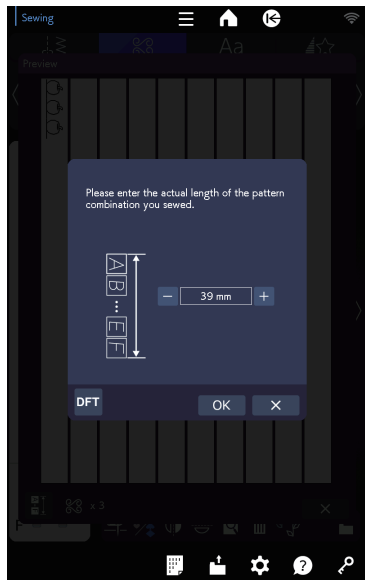 Sewing
Aa
Preview
Please enter the actual length of the pattern
combination you sewed.
A
B
E
F
− 39 mm +
DFT
OK ×
× 3
?